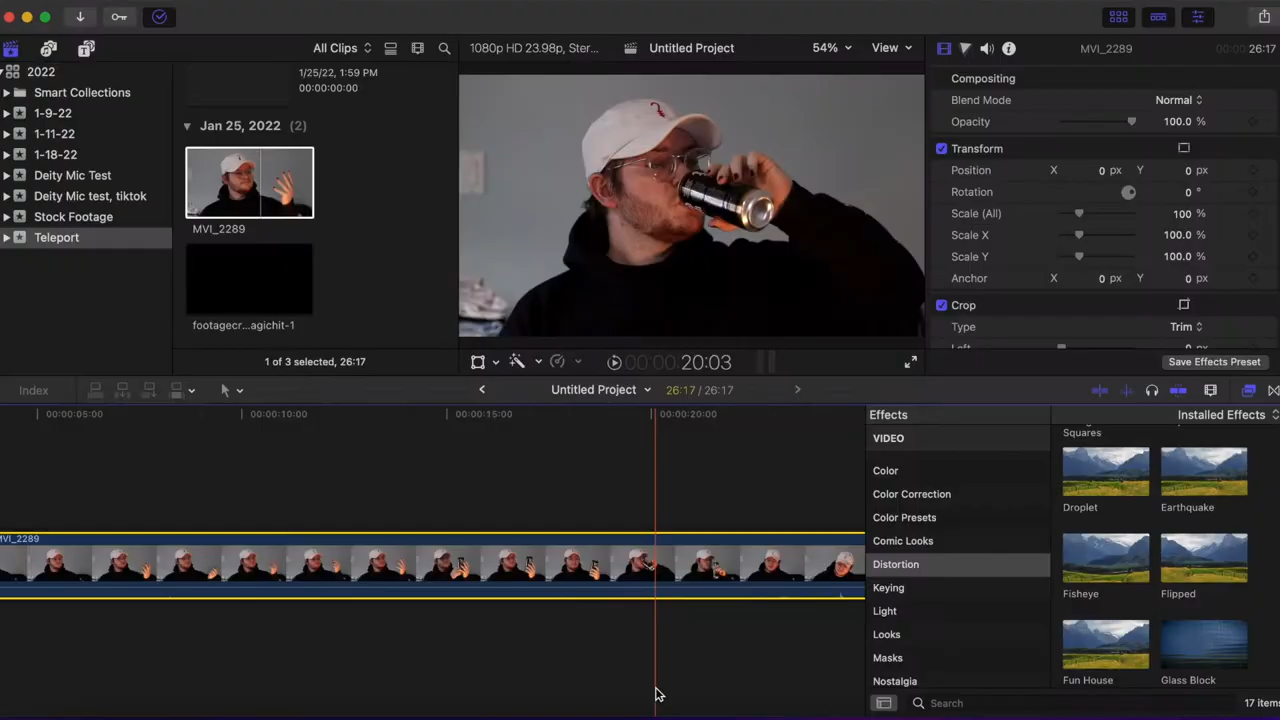 All Clips
1080p HD 23.98p, Ster...
Untitled Project
54%
View
MVI_2289
00:00:26:17
2022
Smart Collections
1-9-22
1-11-22
1-18-22
Deity Mic Test
Deity Mic test, tiktok
Stock Footage
Teleport
1/25/22, 1:59 PM
00:00:00:00
Jan 25, 2022 (2)
MVI_2289
footagecr...agichit-1
1 of 3 selected, 26:17
00:00:20:03
Compositing
Blend Mode Normal
Opacity 100.0 %
Transform
Position X 0 px Y 0 px
Rotation 0 °
Scale (All) 100 %
Scale X 100.0 %
Scale Y 100.0 %
Anchor X 0 px Y 0 px
Crop
Type Trim
Save Effects Preset
Index
Untitled Project
26:17 / 26:17
00:00:05:00
00:00:10:00
00:00:15:00
00:00:20:00
MVI_2289
Effects
Installed Effects
VIDEO
Color
Color Correction
Color Presets
Comic Looks
Distortion
Keying
Light
Looks
Masks
Nostalgia
Squares
Droplet
Earthquake
Fisheye
Flipped
Fun House
Glass Block
Search
17 items